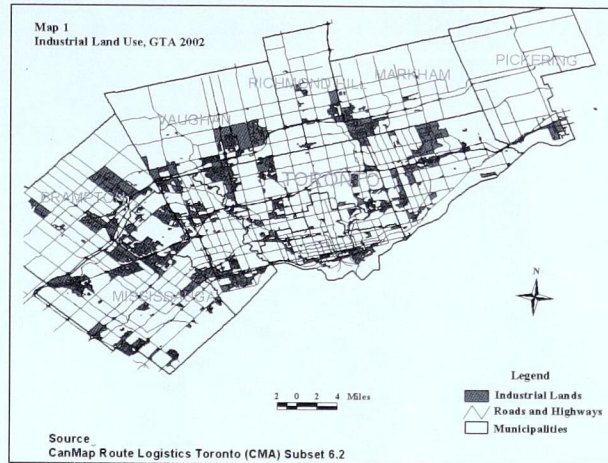 Map 1
Industrial Land Use, GTA 2002
PICKERING
MARKHAM
RICHMOND HILL
VAUGHAN
TORONTO
BRAMPTON
MISSISSAUGA
N
2 0 2 4 Miles
Legend
Industrial Lands
Roads and Highways
Municipalities
Source
CanMap Route Logistics Toronto (CMA) Subset 6.2